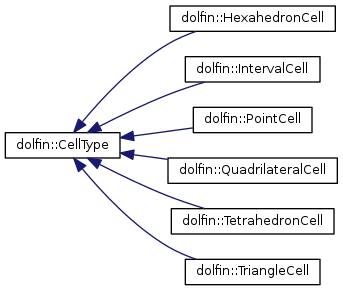 dolfin::HexahedronCell
dolfin::IntervalCell
dolfin::PointCell
dolfin::CellType
dolfin::QuadrilateralCell
dolfin::TetrahedronCell
dolfin::TriangleCell